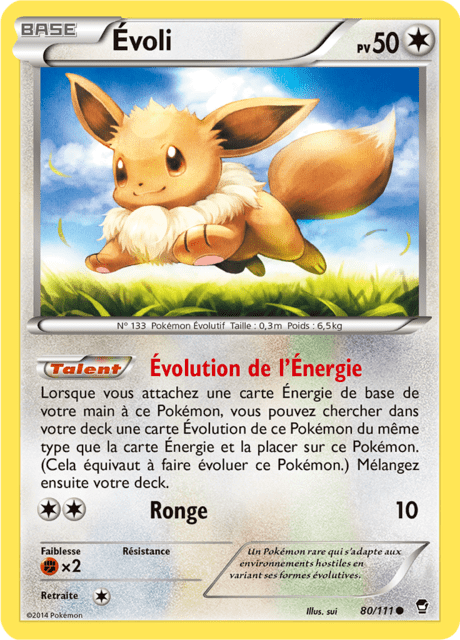 BASE
Évoli
PV 50
N° 133 Pokémon Évolutif Taille : 0,3m Poids : 6,5kg
Talent Évolution de l'Énergie
Lorsque vous attachez une carte Énergie de base de
votre main à ce Pokémon, vous pouvez chercher dans
votre deck une carte Évolution de ce Pokémon du même
type que la carte Énergie et la placer sur ce Pokémon.
(Cela équivaut à faire évoluer ce Pokémon.) Mélangez
ensuite votre deck.
Ronge 10
Faiblesse Résistance
×2
Retraite
Un Pokémon rare qui s'adapte aux
environnements hostiles en
variant ses formes évolutives.
©2014 Pokémon
Illus. sui 80/111